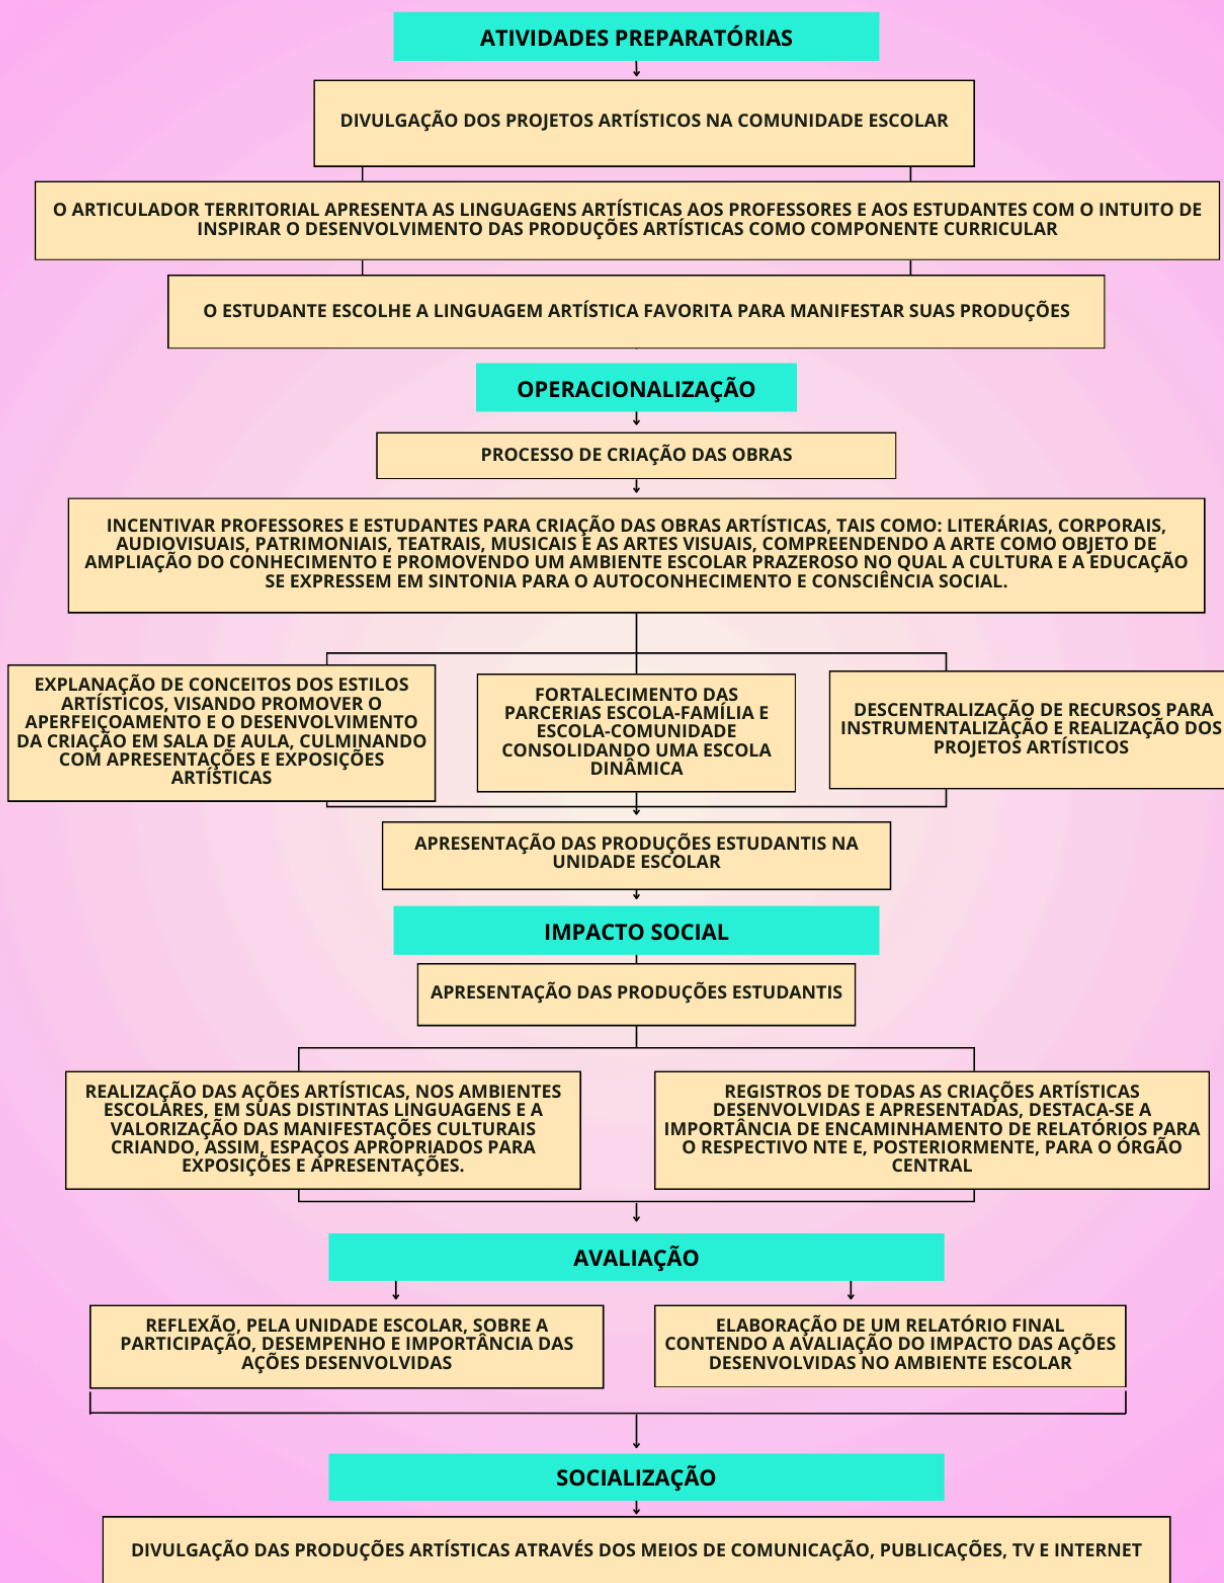 ATIVIDADES PREPARATÓRIAS
DIVULGAÇÃO DOS PROJETOS ARTÍSTICOS NA COMUNIDADE ESCOLAR
O ARTICULADOR TERRITORIAL APRESENTA AS LINGUAGENS ARTÍSTICAS AOS PROFESSORES E AOS ESTUDANTES COM O INTUITO DE
INSPIRAR O DESENVOLVIMENTO DAS PRODUÇÕES ARTÍSTICAS COMO COMPONENTE CURRICULAR
O ESTUDANTE ESCOLHE A LINGUAGEM ARTÍSTICA FAVORITA PARA MANIFESTAR SUAS PRODUÇÕES
OPERACIONALIZAÇÃO
PROCESSO DE CRIAÇÃO DAS OBRAS
INCENTIVAR PROFESSORES E ESTUDANTES PARA CRIAÇÃO DAS OBRAS ARTÍSTICAS, TAIS COMO: LITERÁRIAS, CORPORAIS,
AUDIOVISUAIS, PATRIMONIAIS, TEATRAIS, MUSICAIS E AS ARTES VISUAIS, COMPREENDENDO A ARTE COMO OBJETO DE
AMPLIAÇÃO DO CONHECIMENTO E PROMOVENDO UM AMBIENTE ESCOLAR PRAZEROSO NO QUAL A CULTURA E A EDUCAÇÃO
SE EXPRESSEM EM SINTONIA PARA O AUTOCONHECIMENTO E CONSCIÊNCIA SOCIAL.
EXPLANAÇÃO DE CONCEITOS DOS ESTILOS
ARTÍSTICOS, VISANDO PROMOVER O
APERFEIÇOAMENTO E O DESENVOLVIMENTO
DA CRIAÇÃO EM SALA DE AULA, CULMINANDO
COM APRESENTAÇÕES E EXPOSIÇÕES
ARTÍSTICAS
FORTALECIMENTO DAS
PARCERIAS ESCOLA-FAMÍLIA E
ESCOLA-COMUNIDADE
CONSOLIDANDO UMA ESCOLA
DINÂMICA
DESCENTRALIZAÇÃO DE RECURSOS PARA
INSTRUMENTALIZAÇÃO E REALIZAÇÃO DOS
PROJETOS ARTÍSTICOS
APRESENTAÇÃO DAS PRODUÇÕES ESTUDANTIS NA
UNIDADE ESCOLAR
IMPACTO SOCIAL
APRESENTAÇÃO DAS PRODUÇÕES ESTUDANTIS
REALIZAÇÃO DAS AÇÕES ARTÍSTICAS, NOS AMBIENTES
ESCOLARES, EM SUAS DISTINTAS LINGUAGENS E A
VALORIZAÇÃO DAS MANIFESTAÇÕES CULTURAIS
CRIANDO, ASSIM, ESPAÇOS APROPRIADOS PARA
EXPOSIÇÕES E APRESENTAÇÕES.
REGISTROS DE TODAS AS CRIAÇÕES ARTÍSTICAS
DESENVOLVIDAS E APRESENTADAS, DESTACA-SE A
IMPORTÂNCIA DE ENCAMINHAMENTO DE RELATÓRIOS PARA
O RESPECTIVO NTE E, POSTERIORMENTE, PARA O ÓRGÃO
CENTRAL
AVALIAÇÃO
REFLEXÃO, PELA UNIDADE ESCOLAR, SOBRE A
PARTICIPAÇÃO, DESEMPENHO E IMPORTÂNCIA DAS
AÇÕES DESENVOLVIDAS
ELABORAÇÃO DE UM RELATÓRIO FINAL
CONTENDO A AVALIAÇÃO DO IMPACTO DAS AÇÕES
DESENVOLVIDAS NO AMBIENTE ESCOLAR
SOCIALIZAÇÃO
DIVULGAÇÃO DAS PRODUÇÕES ARTÍSTICAS ATRAVÉS DOS MEIOS DE COMUNICAÇÃO, PUBLICAÇÕES, TV E INTERNET